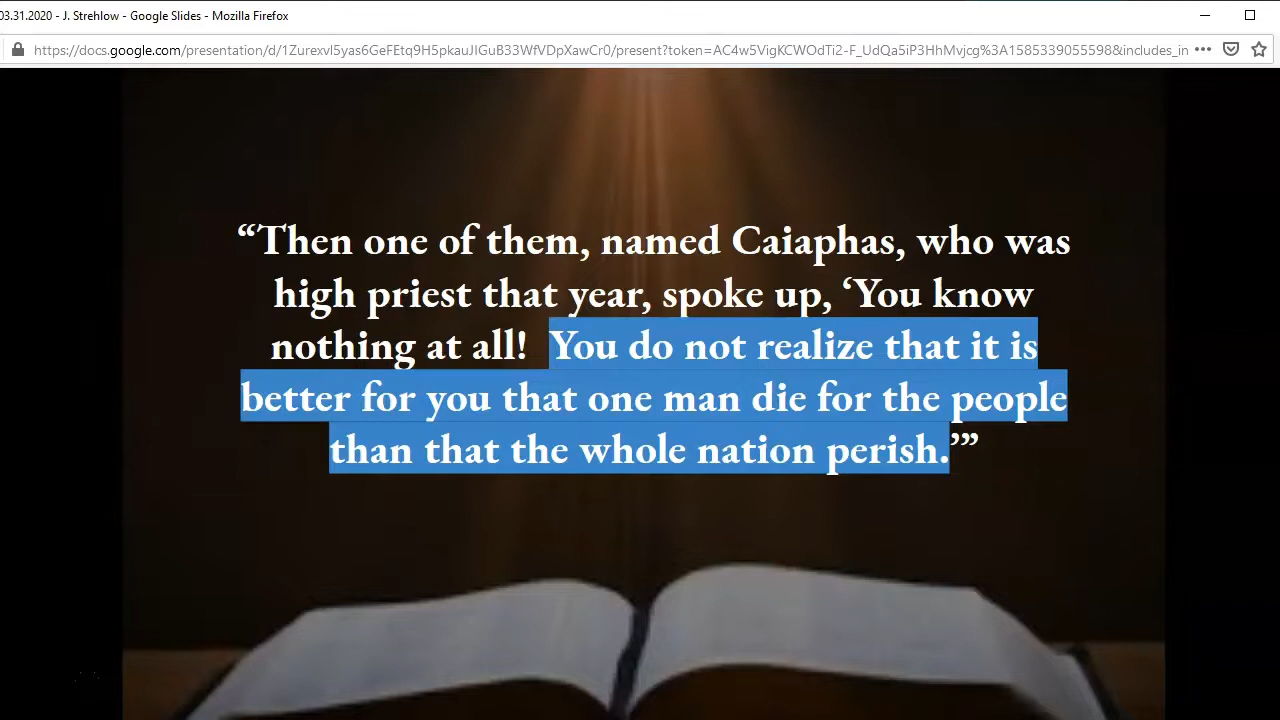 03.31.2020 - J. Strehlow - Google Slides - Mozilla Firefox
https://docs.google.com/presentation/d/1Zurexvl5yas6GeFEtq9H5pkauJIGuB33WfVDpXawCr0/present?token=AC4w5VigKCWOdTi2-F_UdQa5iP3HhMvjcg%3A1585339055598&includes_in
“Then one of them, named Caiaphas, who was
high priest that year, spoke up, ‘You know
nothing at all!  You do not realize that it is
better for you that one man die for the people
than that the whole nation perish.’”